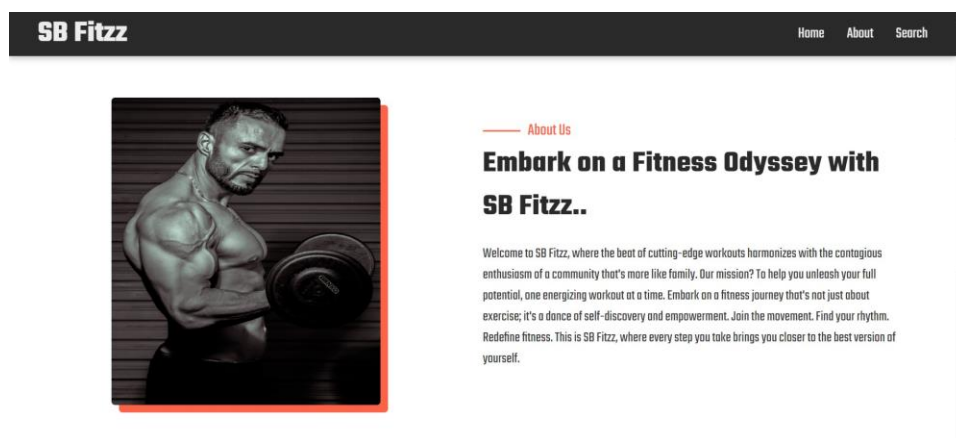 SB Fitzz
Home About Search
About Us
Embark on a Fitness Odyssey with
SB Fitzz..
Welcome to SB Fitzz, where the beat of cutting-edge workouts harmonizes with the contagious
enthusiasm of a community that's more like family. Our mission? To help you unleash your full
potential, one energizing workout at a time. Embark on a fitness journey that's not just about
exercise; it's a dance of self-discovery and empowerment. Join the movement. Find your rhythm.
Redefine fitness. This is SB Fitzz, where every step you take brings you closer to the best version of
yourself.